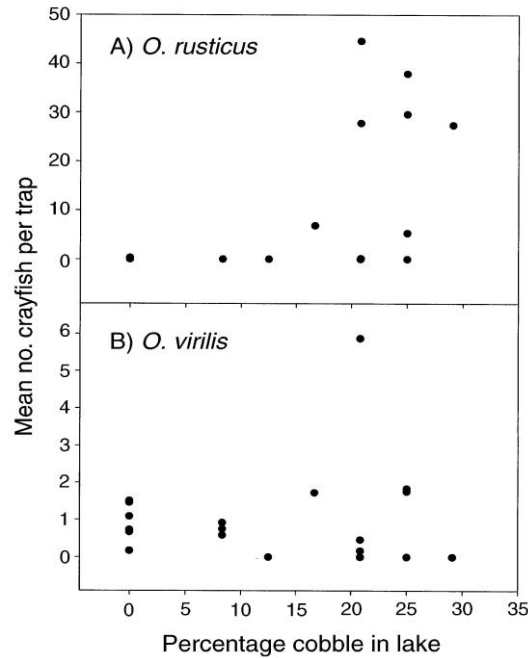 A) O. rusticus
50
40
30
20
10
0
Mean no. crayfish per trap
B) O. virilis
6
5
4
3
2
1
0
0 5 10 15 20 25 30 35
Percentage cobble in lake